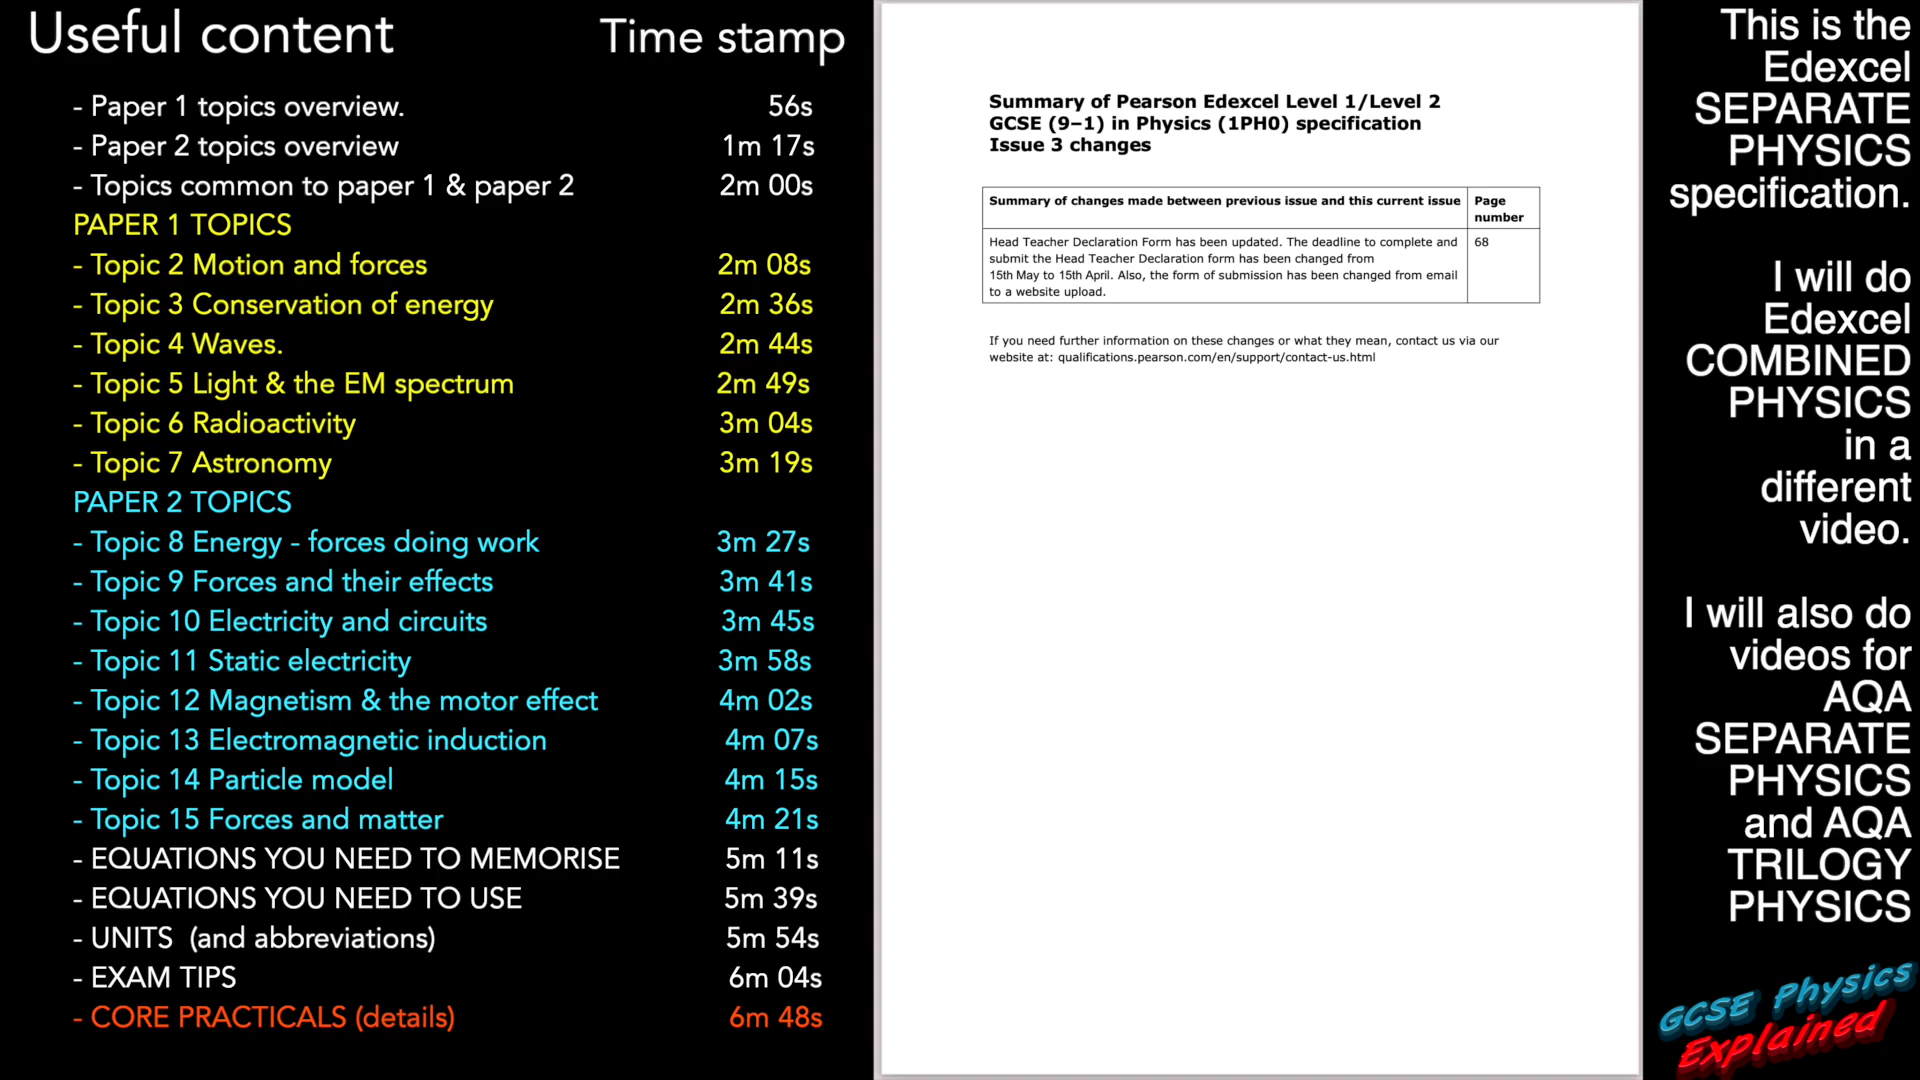 Useful content Time stamp
- Paper 1 topics overview. 56s
- Paper 2 topics overview 1m 17s
- Topics common to paper 1 & paper 2 2m 00s
PAPER 1 TOPICS
- Topic 2 Motion and forces 2m 08s
- Topic 3 Conservation of energy 2m 36s
- Topic 4 Waves. 2m 44s
- Topic 5 Light & the EM spectrum 2m 49s
- Topic 6 Radioactivity 3m 04s
- Topic 7 Astronomy 3m 19s
PAPER 2 TOPICS
- Topic 8 Energy - forces doing work 3m 27s
- Topic 9 Forces and their effects 3m 41s
- Topic 10 Electricity and circuits 3m 45s
- Topic 11 Static electricity 3m 58s
- Topic 12 Magnetism & the motor effect 4m 02s
- Topic 13 Electromagnetic induction 4m 07s
- Topic 14 Particle model 4m 15s
- Topic 15 Forces and matter 4m 21s
- EQUATIONS YOU NEED TO MEMORISE 5m 11s
- EQUATIONS YOU NEED TO USE 5m 39s
- UNITS (and abbreviations) 5m 54s
- EXAM TIPS 6m 04s
- CORE PRACTICALS (details) 6m 48s
Summary of Pearson Edexcel Level 1/Level 2
GCSE (9–1) in Physics (1PH0) specification
Issue 3 changes
Summary of changes made between previous issue and this current issue
Page
number
Head Teacher Declaration Form has been updated. The deadline to complete and
submit the Head Teacher Declaration form has been changed from
15th May to 15th April. Also, the form of submission has been changed from email
to a website upload.
68
If you need further information on these changes or what they mean, contact us via our
website at: qualifications.pearson.com/en/support/contact-us.html
This is the
Edexcel
SEPARATE
PHYSICS
specification.
I will do
Edexcel
COMBINED
PHYSICS
in a
different
video.
I will also do
videos for
AQA
SEPARATE
PHYSICS
and AQA
TRILOGY
PHYSICS
GCSE Physics
Explained